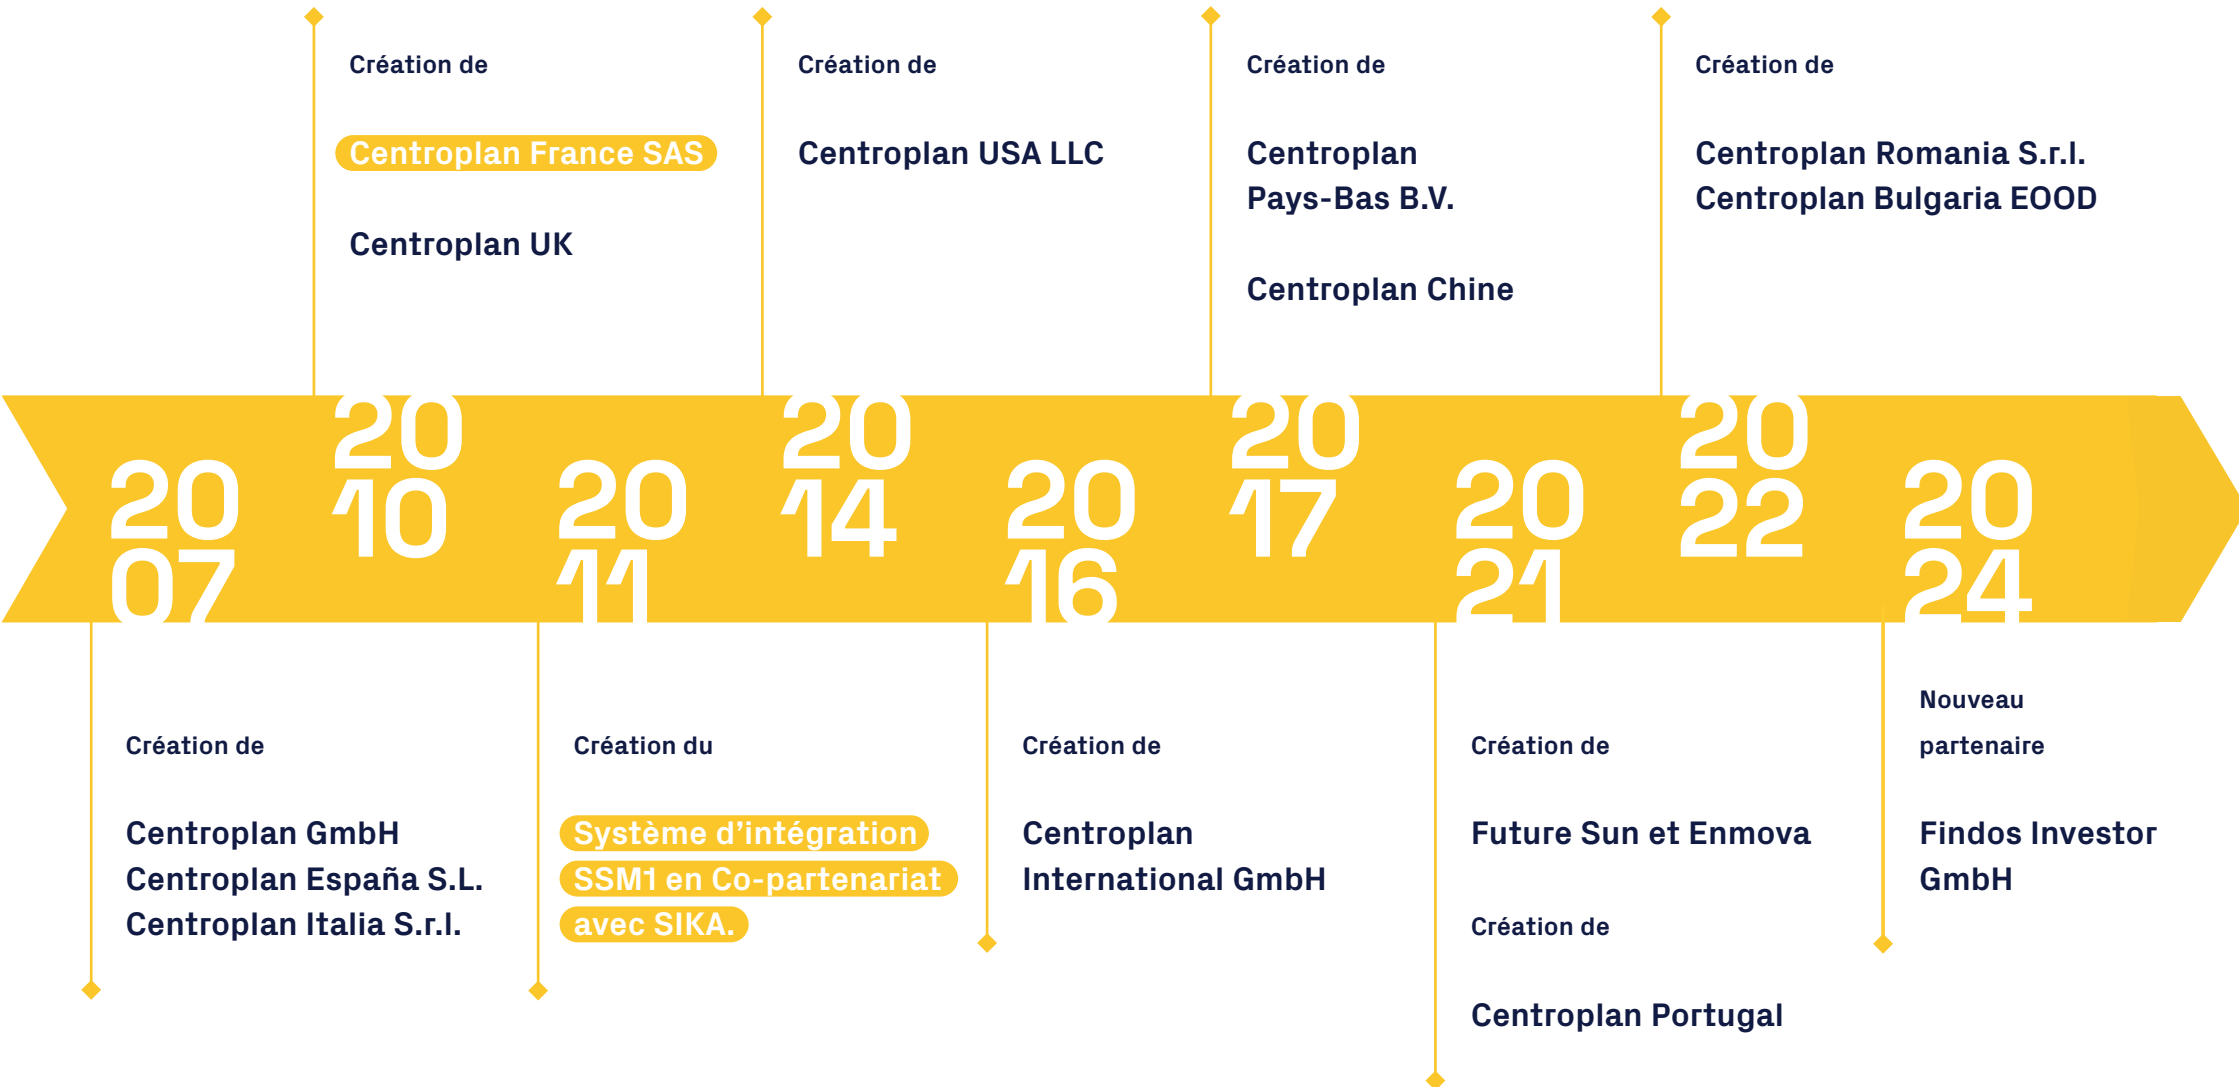 Création de
Centroplan France SAS
Centroplan UK
Création de
Centroplan USA LLC
Création de
Centroplan
Pays-Bas B.V.
Centroplan Chine
Création de
Centroplan Romania S.r.l.
Centroplan Bulgaria EOOD
20
07
20
10
20
11
20
14
20
16
20
17
20
21
20
22
20
24
Création de
Centroplan GmbH
Centroplan España S.L.
Centroplan Italia S.r.l.
Création du
Système d’intégration
SSM1 en Co-partenariat
avec SIKA.
Création de
Centroplan
International GmbH
Création de
Future Sun et Enmova
Création de
Centroplan Portugal
Nouveau
partenaire
Findos Investor
GmbH